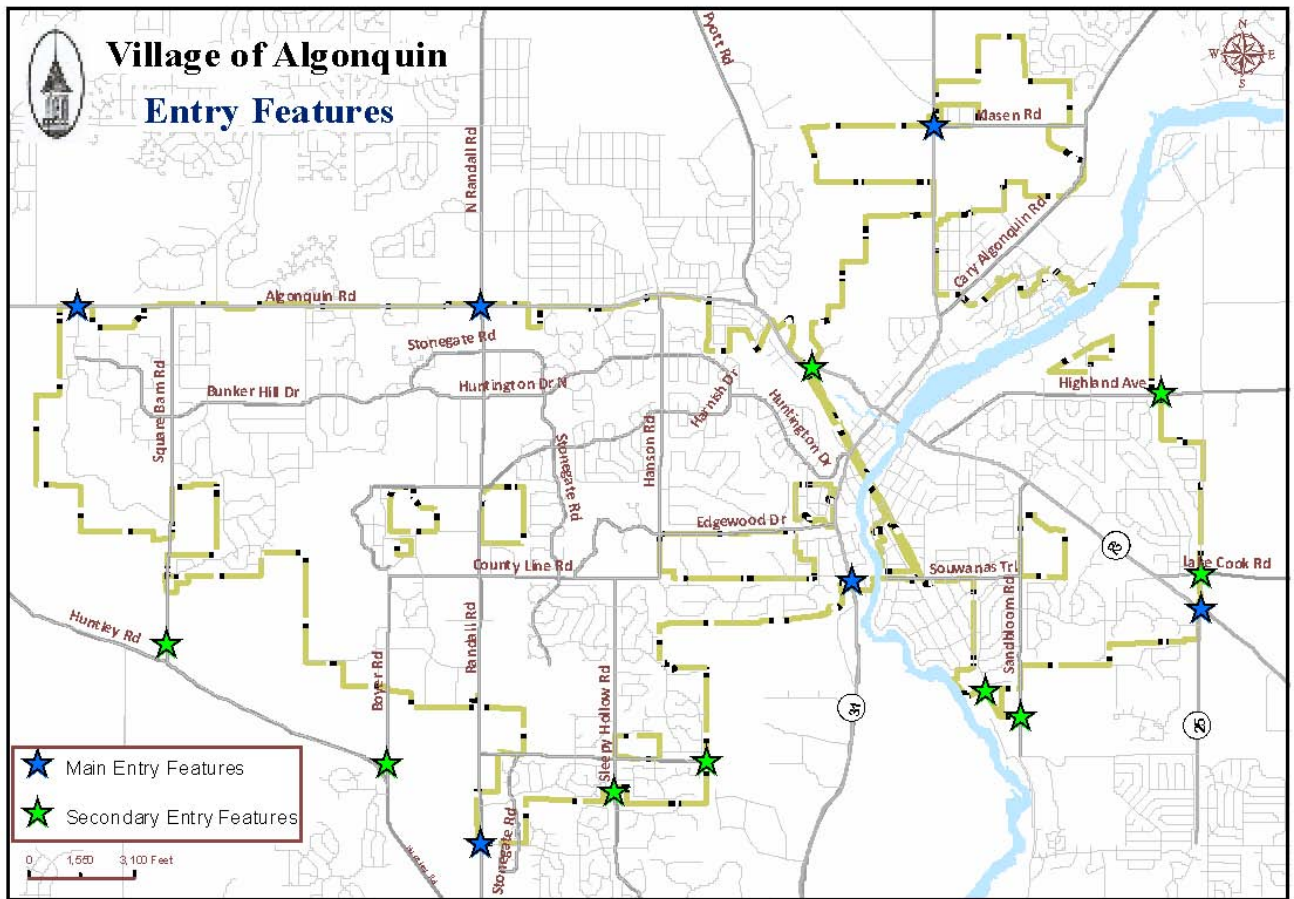 Village of Algonquin
Entry Features
N
W
E
S
Pyott Rd
Klasen Rd
N Randall Rd
Cary Algonquin Rd
Algonquin Rd
Stonegate Rd
Square Barn Rd
Bunker Hill Dr
Huntington Dr N
Harnish Dr
Huntington Dr
Highland Ave
Hanson Rd
Stonegate Rd
Edgewood Dr
County Line Rd
Souwanas Trl
62
Lake Cook Rd
Huntley Rd
Boyer Rd
Randall Rd
Sleepy Hollow Rd
Sandbloom Rd
31
25
Main Entry Features
Secondary Entry Features
Stonegate Rd
Huntley Rd
0 1,550 3,100 Feet